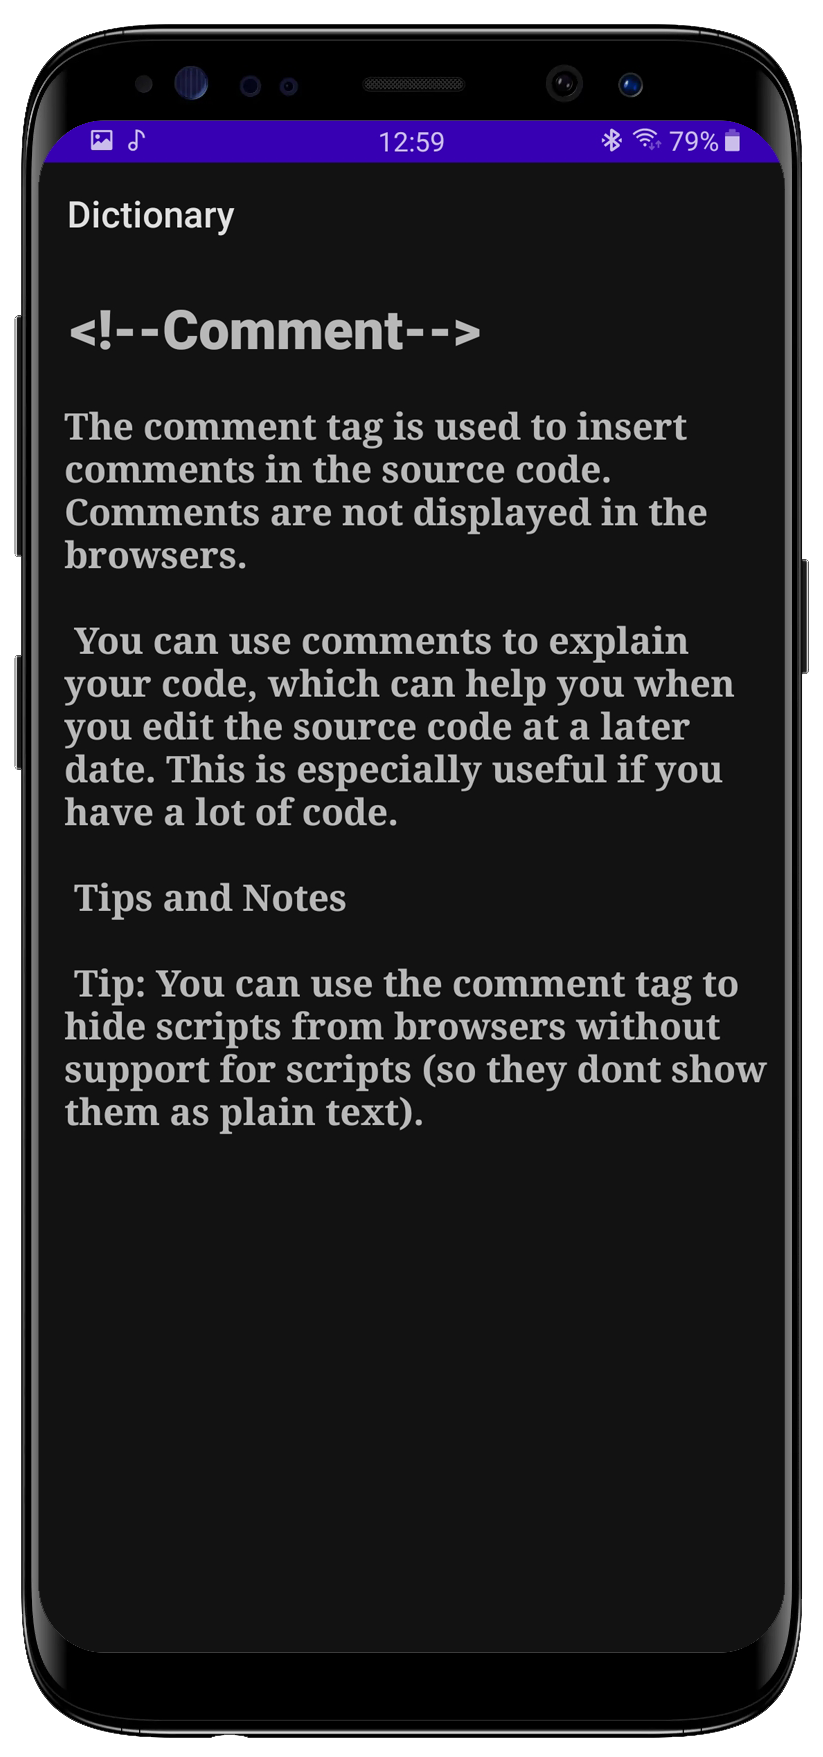 12:59
79%
Dictionary
<!--Comment-->
The comment tag is used to insert
comments in the source code.
Comments are not displayed in the
browsers.
You can use comments to explain
your code, which can help you when
you edit the source code at a later
date. This is especially useful if you
have a lot of code.
Tips and Notes
Tip: You can use the comment tag to
hide scripts from browsers without
support for scripts (so they dont show
them as plain text).